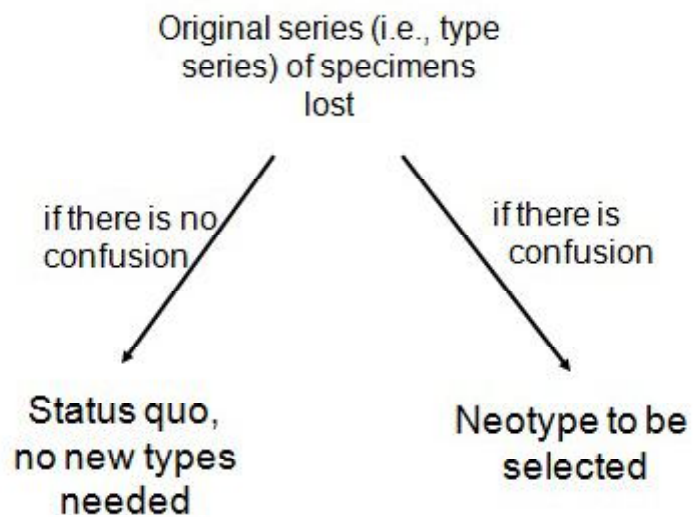 Original series (i.e., type
series) of specimens
lost
if there is no
confusion
if there is
confusion
Status quo,
no new types
needed
Neotype to be
selected